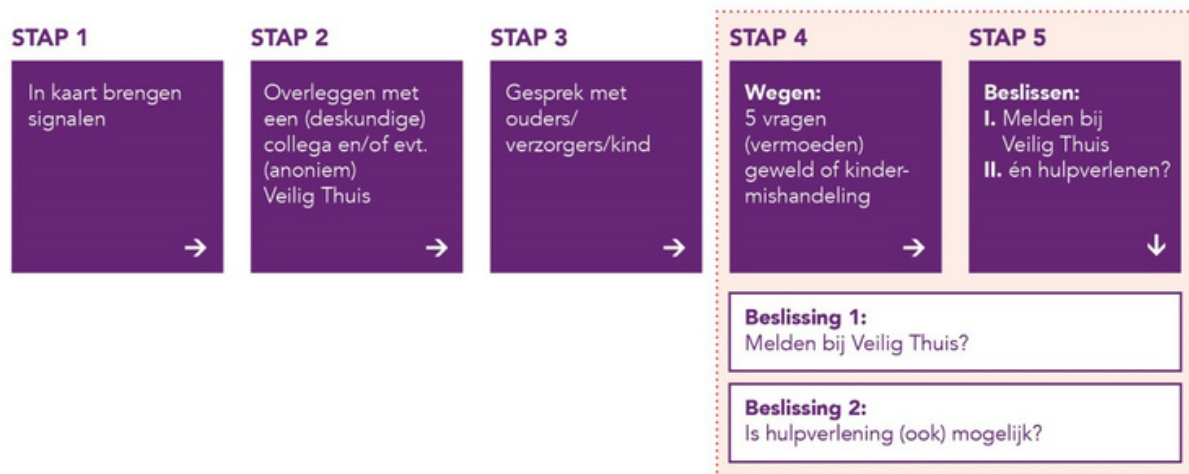 STAP 1
In kaart brengen
signalen
STAP 2
Overleggen met
een (deskundige)
collega en/of evt.
(anoniem)
Veilig Thuis
STAP 3
Gesprek met
ouders/
verzorgers/kind
STAP 4
Wegen:
5 vragen
(vermoeden)
geweld of kinder-
mishandeling
STAP 5
Beslissen:
I. Melden bij
Veilig Thuis
II. én hulpverlenen?
Beslissing 1:
Melden bij Veilig Thuis?
Beslissing 2:
Is hulpverlening (ook) mogelijk?